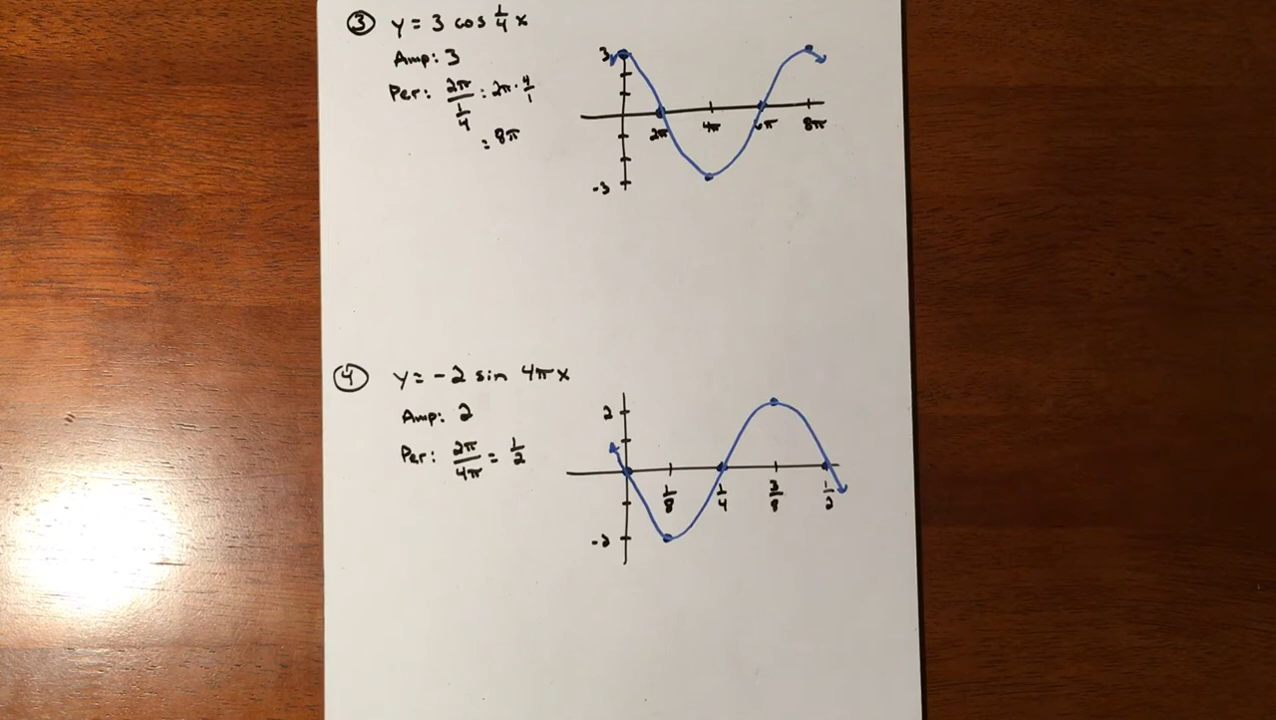 ③ y = 3 cos 1/4 x
Amp: 3
Per: 2π/(1/4) = 2π · 4/1
= 8π
3
2π 4π 6π 8π
-3
④ y = -2 sin 4πx
Amp: 2
Per: 2π/4π = 1/2
2
1/8 1/4 3/8 1/2
-2